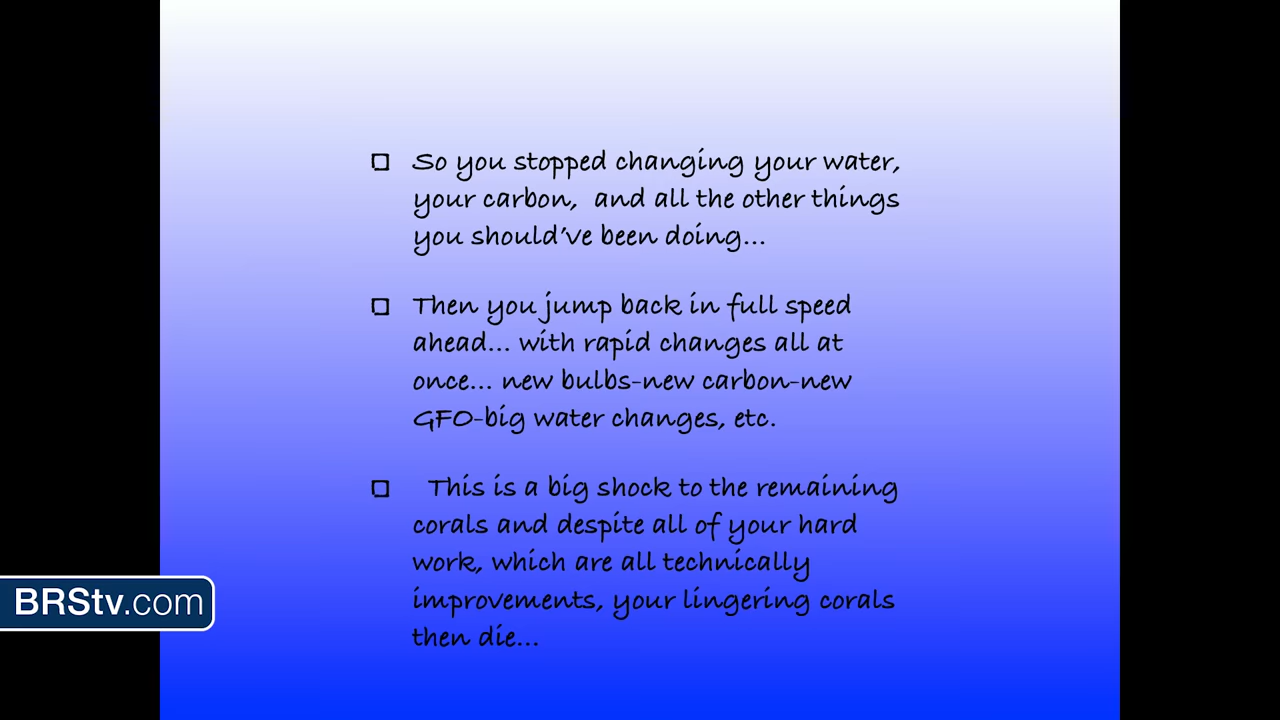 So you stopped changing your water,
your carbon,  and all the other things
you should've been doing...
Then you jump back in full speed
ahead... with rapid changes all at
once... new bulbs-new carbon-new
GFO-big water changes, etc.
This is a big shock to the remaining
corals and despite all of your hard
work, which are all technically
improvements, your lingering corals
then die...
BRStv.com